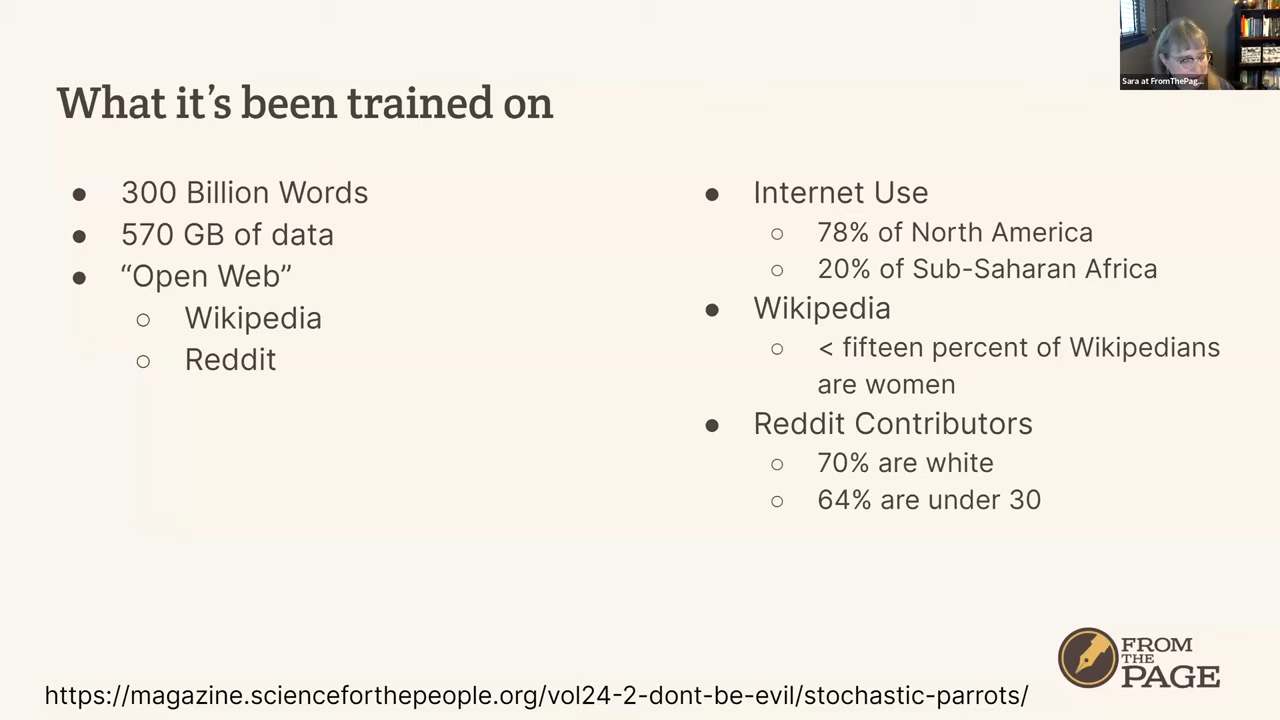 Sara at FromThePag...
What it's been trained on
● 300 Billion Words
● 570 GB of data
● “Open Web”
○ Wikipedia
○ Reddit
● Internet Use
○ 78% of North America
○ 20% of Sub-Saharan Africa
● Wikipedia
○ < fifteen percent of Wikipedians
are women
● Reddit Contributors
○ 70% are white
○ 64% are under 30
FROM
THE
PAGE
https://magazine.scienceforthepeople.org/vol24-2-dont-be-evil/stochastic-parrots/